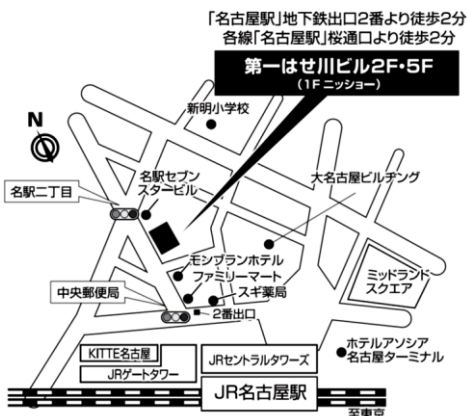 「名古屋駅」地下鉄出口2番より徒歩2分
各線「名古屋駅」桜通口より徒歩2分
第一はせ川ビル2F・5F
（1F ニッショー）
新明小学校
N
名駅セブン
スタービル
大名古屋ビルヂング
名駅二丁目
モンブランホテル
ファミリーマート
ミッドランド
スクエア
中央郵便局
スギ薬局
2番出口
KITTE名古屋
JRセントラルタワーズ
ホテルアソシア
名古屋ターミナル
JRゲートタワー
JR名古屋駅
至東京